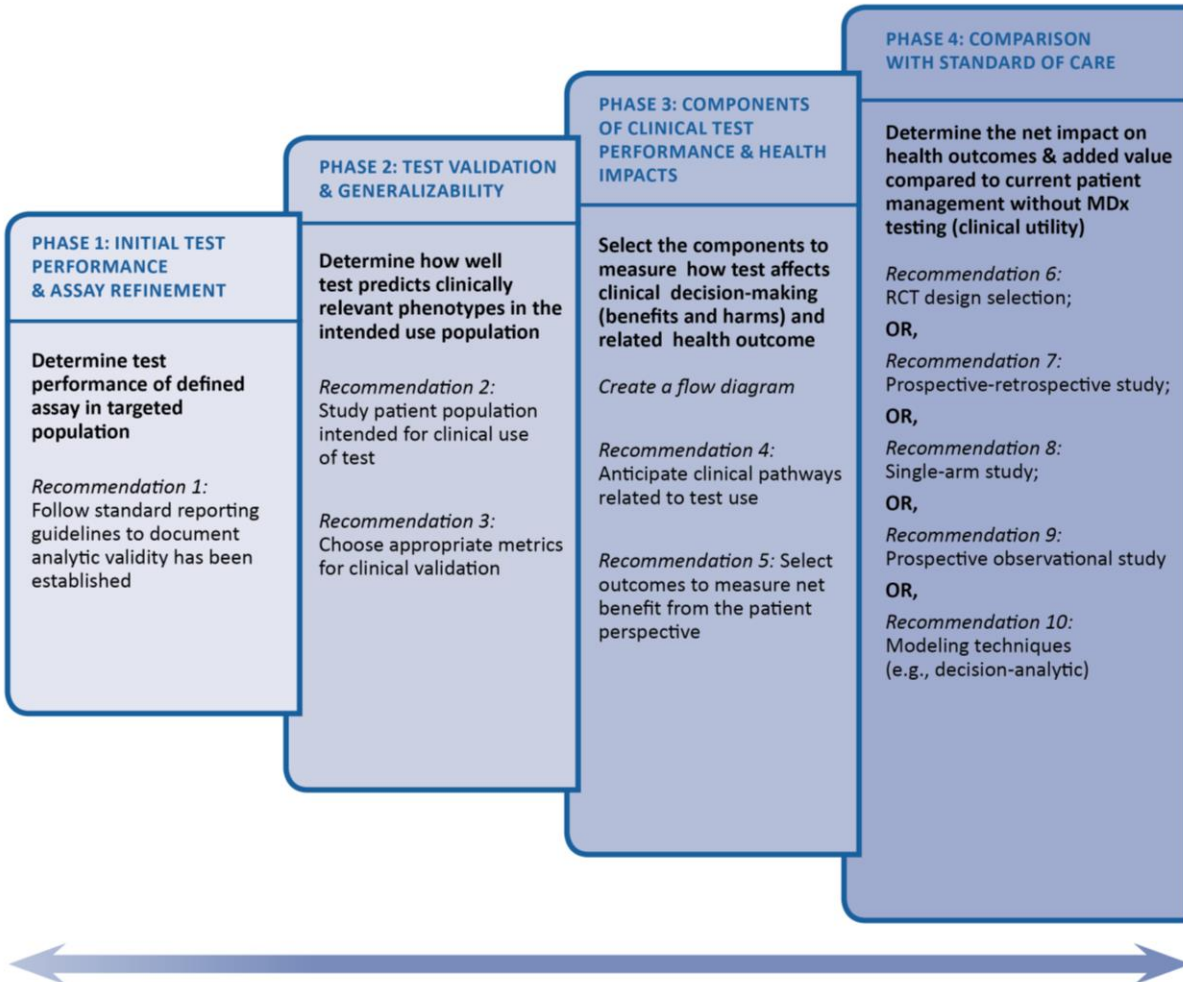 PHASE 1: INITIAL TEST
PERFORMANCE
& ASSAY REFINEMENT
Determine test
performance of defined
assay in targeted
population
Recommendation 1:
Follow standard reporting
guidelines to document
analytic validity has been
established
PHASE 2: TEST VALIDATION
& GENERALIZABILITY
Determine how well
test predicts clinically
relevant phenotypes in the
intended use population
Recommendation 2:
Study patient population
intended for clinical use
of test
Recommendation 3:
Choose appropriate metrics
for clinical validation
PHASE 3: COMPONENTS
OF CLINICAL TEST
PERFORMANCE & HEALTH
IMPACTS
Select the components to
measure how test affects
clinical decision-making
(benefits and harms) and
related health outcome
Create a flow diagram
Recommendation 4:
Anticipate clinical pathways
related to test use
Recommendation 5: Select
outcomes to measure net
benefit from the patient
perspective
PHASE 4: COMPARISON
WITH STANDARD OF CARE
Determine the net impact on
health outcomes & added value
compared to current patient
management without MDx
testing (clinical utility)
Recommendation 6:
RCT design selection;
OR,
Recommendation 7:
Prospective-retrospective study;
OR,
Recommendation 8:
Single-arm study;
OR,
Recommendation 9:
Prospective observational study
OR,
Recommendation 10:
Modeling techniques
(e.g., decision-analytic)